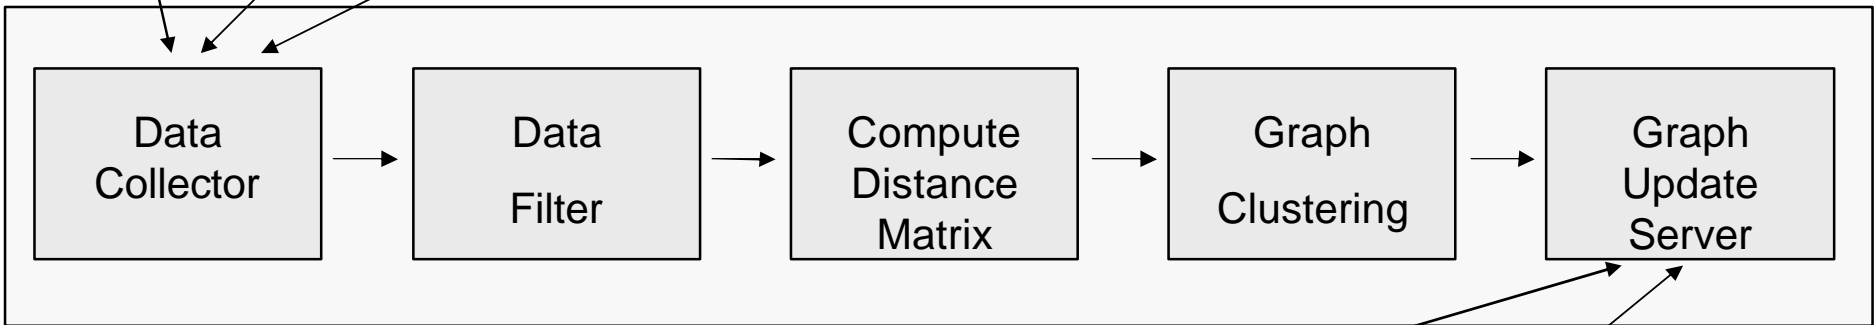 Data
Collector
Data
Filter
Compute
Distance
Matrix
Graph
Clustering
Graph
Update
Server